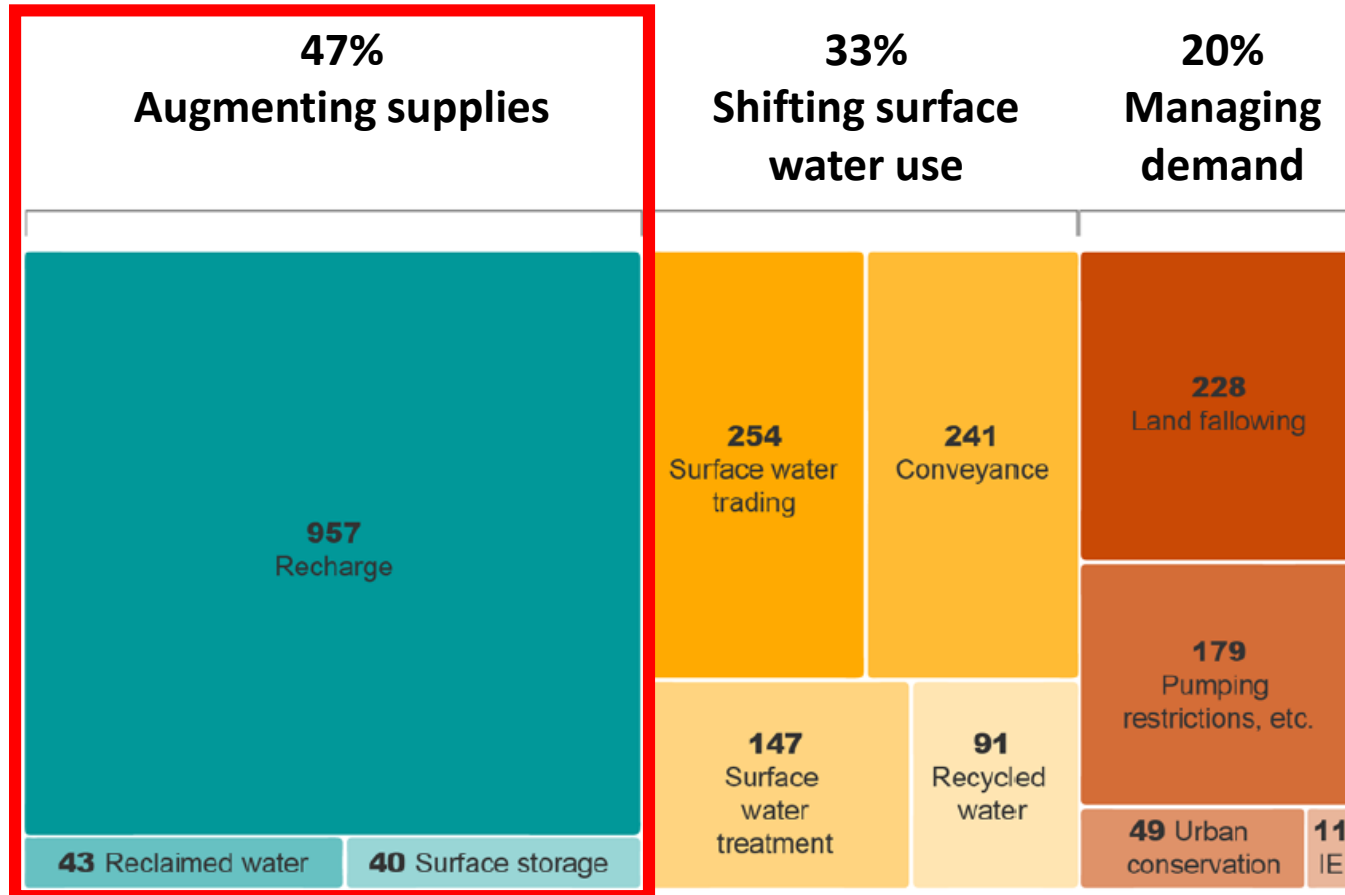 47%
Augmenting supplies
33%
Shifting surface
water use
20%
Managing
demand
957
Recharge
43 Reclaimed water
40 Surface storage
254
Surface water
trading
241
Conveyance
147
Surface
water
treatment
91
Recycled
water
228
Land fallowing
179
Pumping
restrictions, etc.
49 Urban
conservation
11
IE